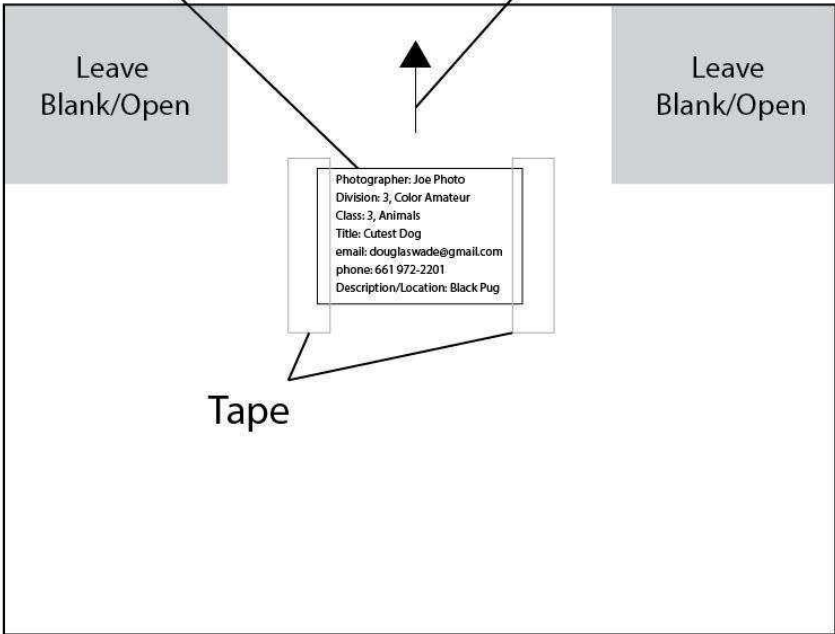 Leave
Blank/Open
Leave
Blank/Open
Photographer: Joe Photo
Division: 3, Color Amateur
Class: 3, Animals
Title: Cutest Dog
email: douglaswade@gmail.com
phone: 661 972-2201
Description/Location: Black Pug
Tape